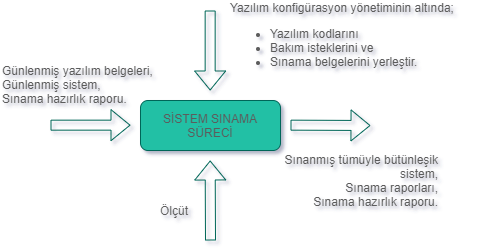 Yazılım konfigürasyon yönetiminin altında;
Yazılım kodlarını
Bakım isteklerini ve
Sınama belgelerini yerleştir.
Günlenmiş yazılım belgeleri,
Günlenmiş sistem,
Sınama hazırlık raporu.
SİSTEM SINAMA
SÜRECİ
Sınanmış tümüyle bütünleşik
sistem,
Sınama raporları,
Sınama hazırlık raporu.
Ölçüt